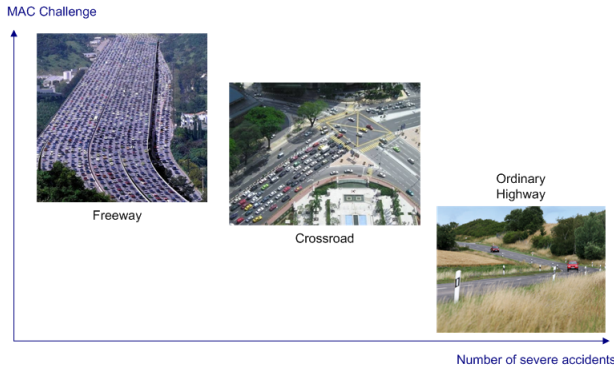 MAC Challenge
Freeway
Crossroad
Ordinary
Highway
Number of severe accidents